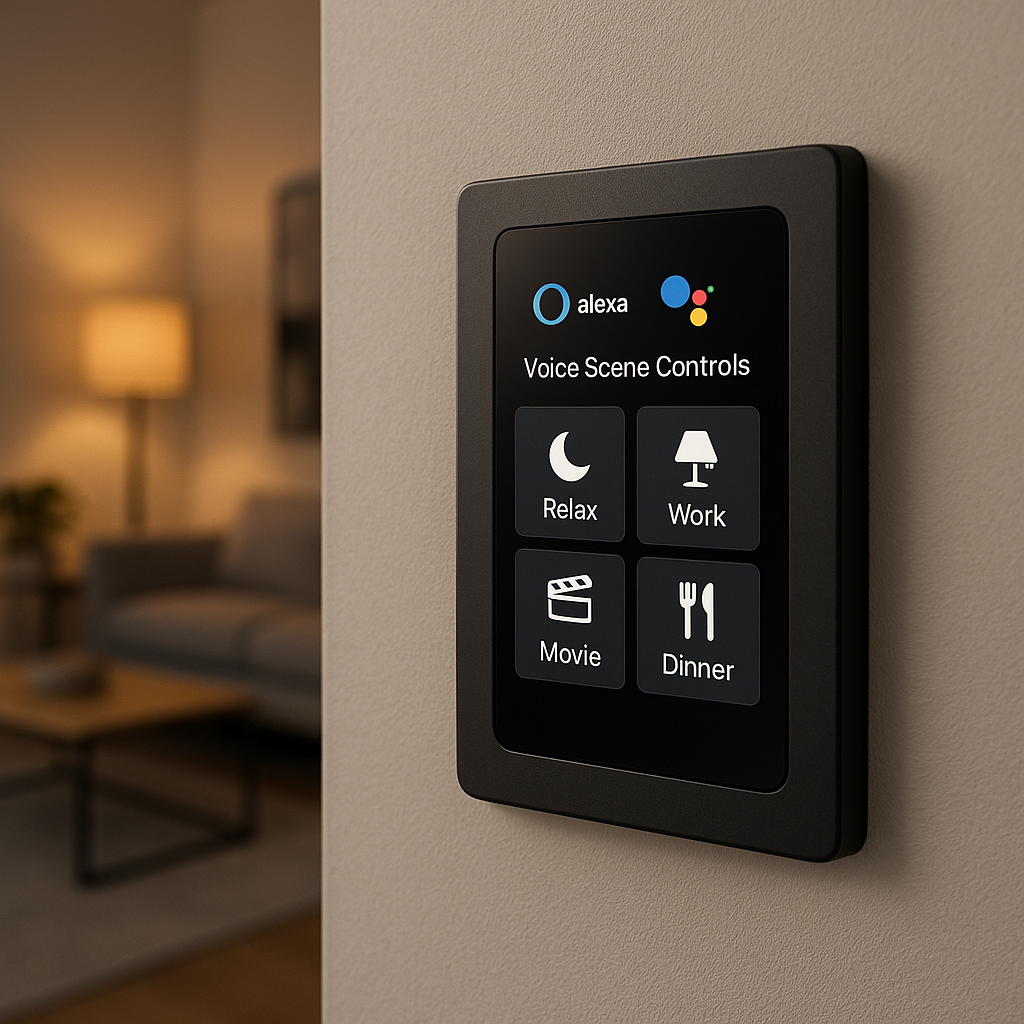 alexa
Voice Scene Controls
Relax
Work
Movie
Dinner